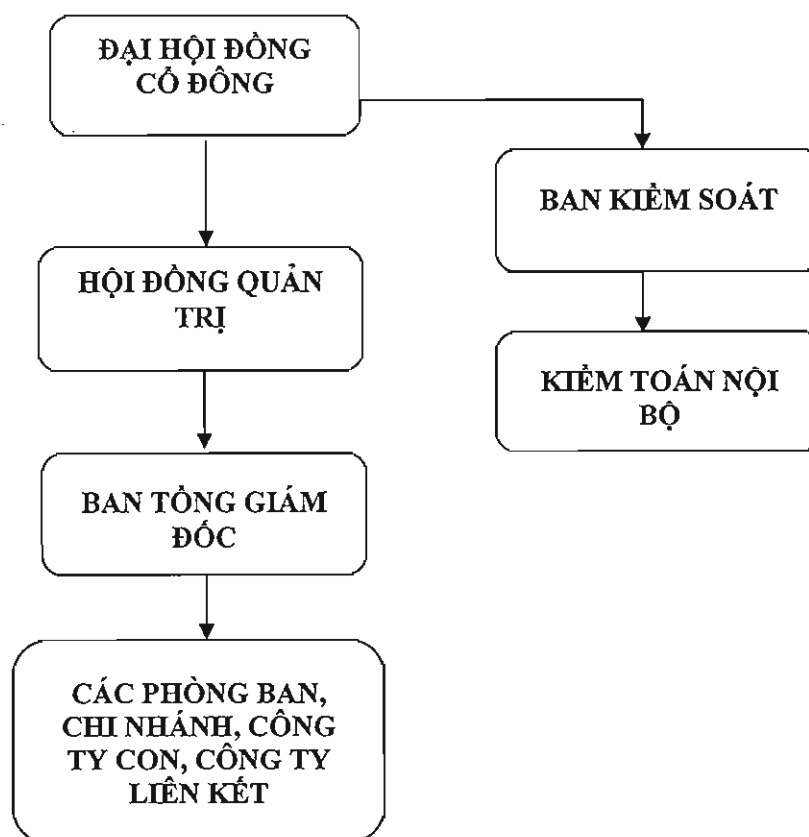 ĐẠI HỘI ĐỒNG
CỔ ĐÔNG
BAN KIỂM SOÁT
HỘI ĐỒNG QUẢN
TRỊ
KIỂM TOÁN NỘI
BỘ
BAN TỔNG GIÁM
ĐỐC
CÁC PHÒNG BAN,
CHI NHÁNH, CÔNG
TY CON, CÔNG TY
LIÊN KẾT